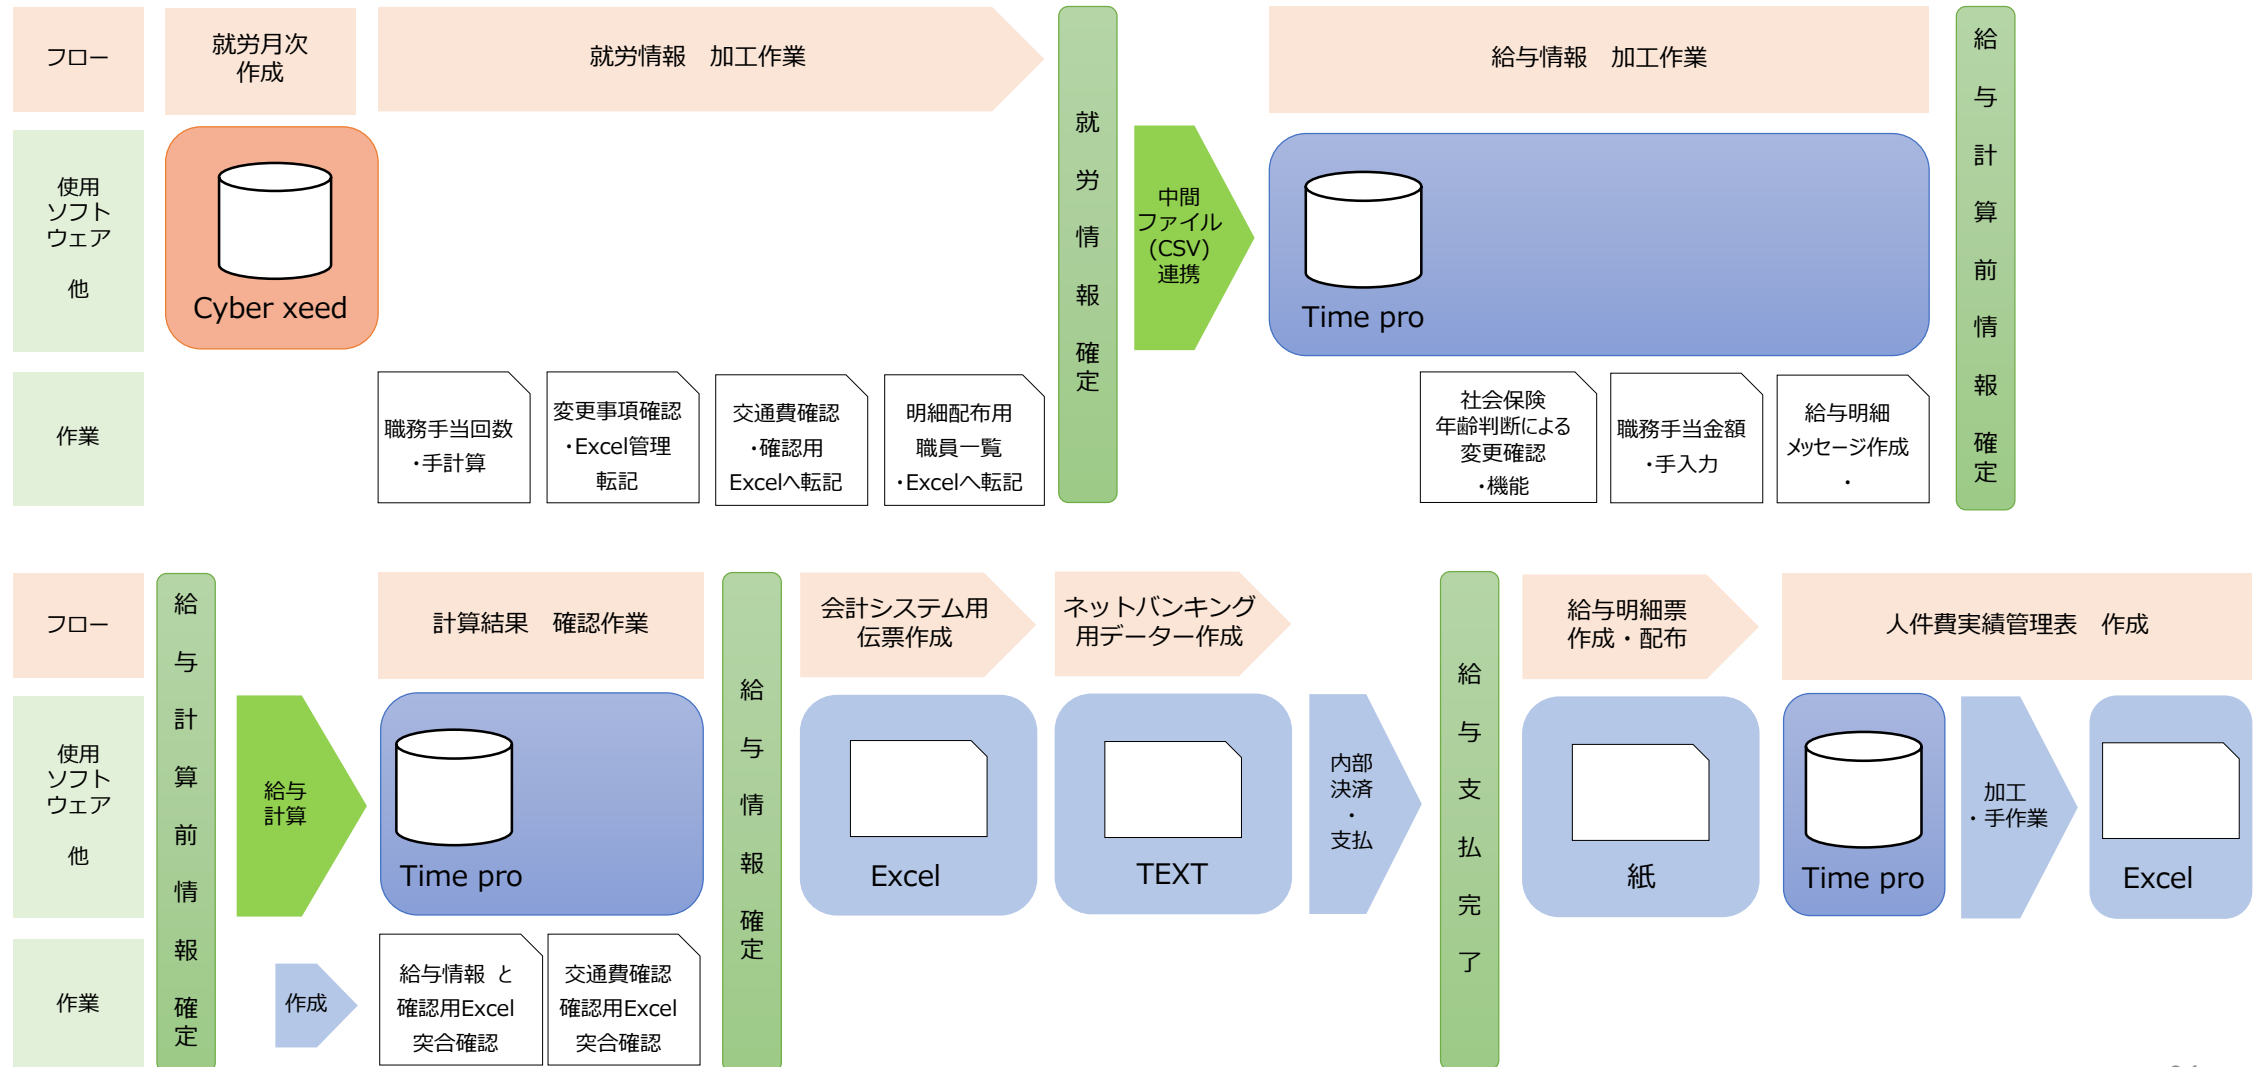 フロー
就労月次
作成
就労情報　加工作業
給与情報　加工作業
使用
ソフト
ウェア
他
Cyber xeed
就労情報確定
中間
ファイル
(CSV)
連携
Time pro
給与計算前情報確定
作業
職務手当回数
・手計算
変更事項確認
・Excel管理
転記
交通費確認
・確認用
Excelへ転記
明細配布用
職員一覧
・Excelへ転記
社会保険
年齢判断による
変更確認
・機能
職務手当金額
・手入力
給与明細
メッセージ作成
・
フロー
給与計算前情報確定
計算結果　確認作業
給与情報確定
会計システム用
伝票作成
ネットバンキング
用データー作成
給与支払完了
給与明細票
作成・配布
人件費実績管理表　作成
使用
ソフト
ウェア
他
給与
計算
Time pro
Excel
TEXT
内部
決済
・
支払
紙
Time pro
加工
・手作業
Excel
作業
作成
給与情報 と
確認用Excel
突合確認
交通費確認
確認用Excel
突合確認